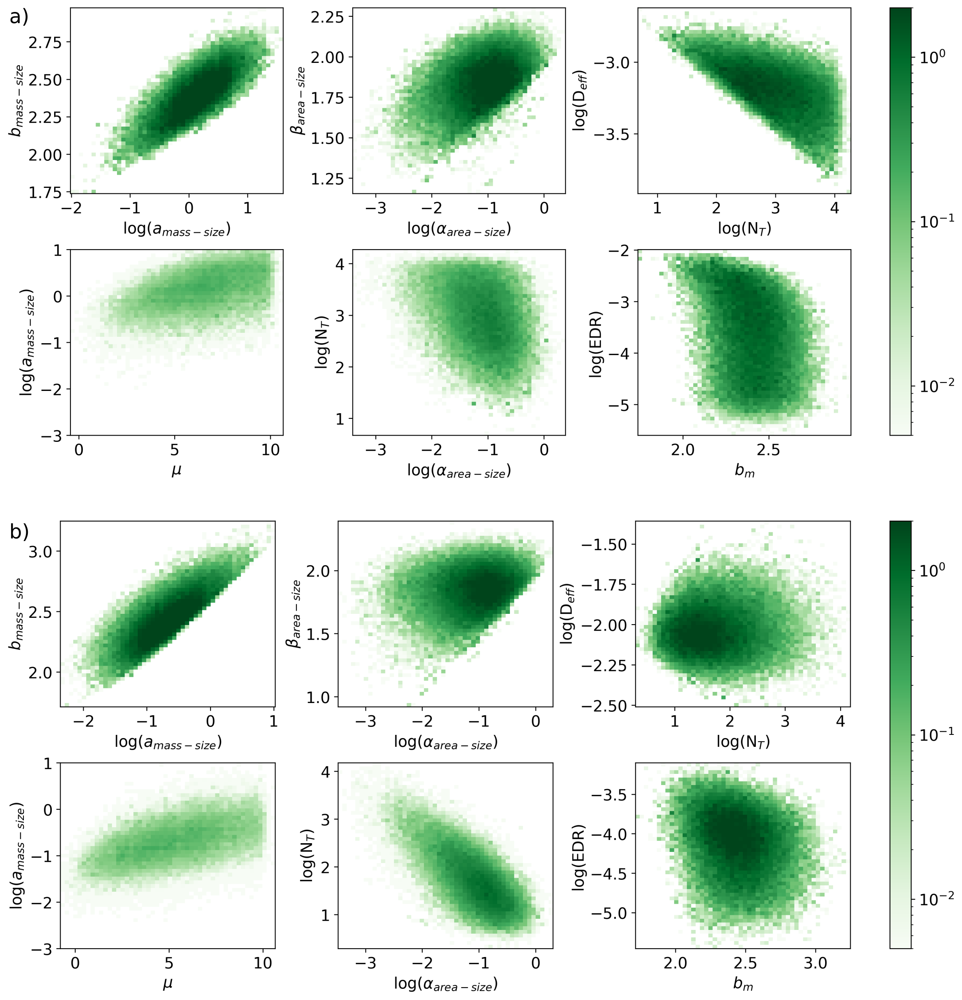 a)
2.75
2.50
2.25
2.00
1.75
b_mass−size
−2 −1 0 1
log(a_mass−size)
2.25
2.00
1.75
1.50
1.25
β_area−size
−3 −2 −1 0
log(α_area−size)
−3.0
−3.5
log(D_eff)
1 2 3 4
log(N_T)
10^0
10^−1
10^−2
1
0
−1
−2
−3
log(a_mass−size)
0 5 10
μ
4
3
2
1
log(N_T)
−3 −2 −1 0
log(α_area−size)
−2
−3
−4
−5
log(EDR)
2.0 2.5
b_m
b)
3.0
2.5
2.0
b_mass−size
−2 −1 0 1
log(a_mass−size)
2.0
1.5
1.0
β_area−size
−3 −2 −1 0
log(α_area−size)
−1.50
−1.75
−2.00
−2.25
−2.50
log(D_eff)
1 2 3 4
log(N_T)
10^0
10^−1
10^−2
1
0
−1
−2
−3
log(a_mass−size)
0 5 10
μ
4
3
2
1
log(N_T)
−3 −2 −1 0
log(α_area−size)
−3.5
−4.0
−4.5
−5.0
log(EDR)
2.0 2.5 3.0
b_m